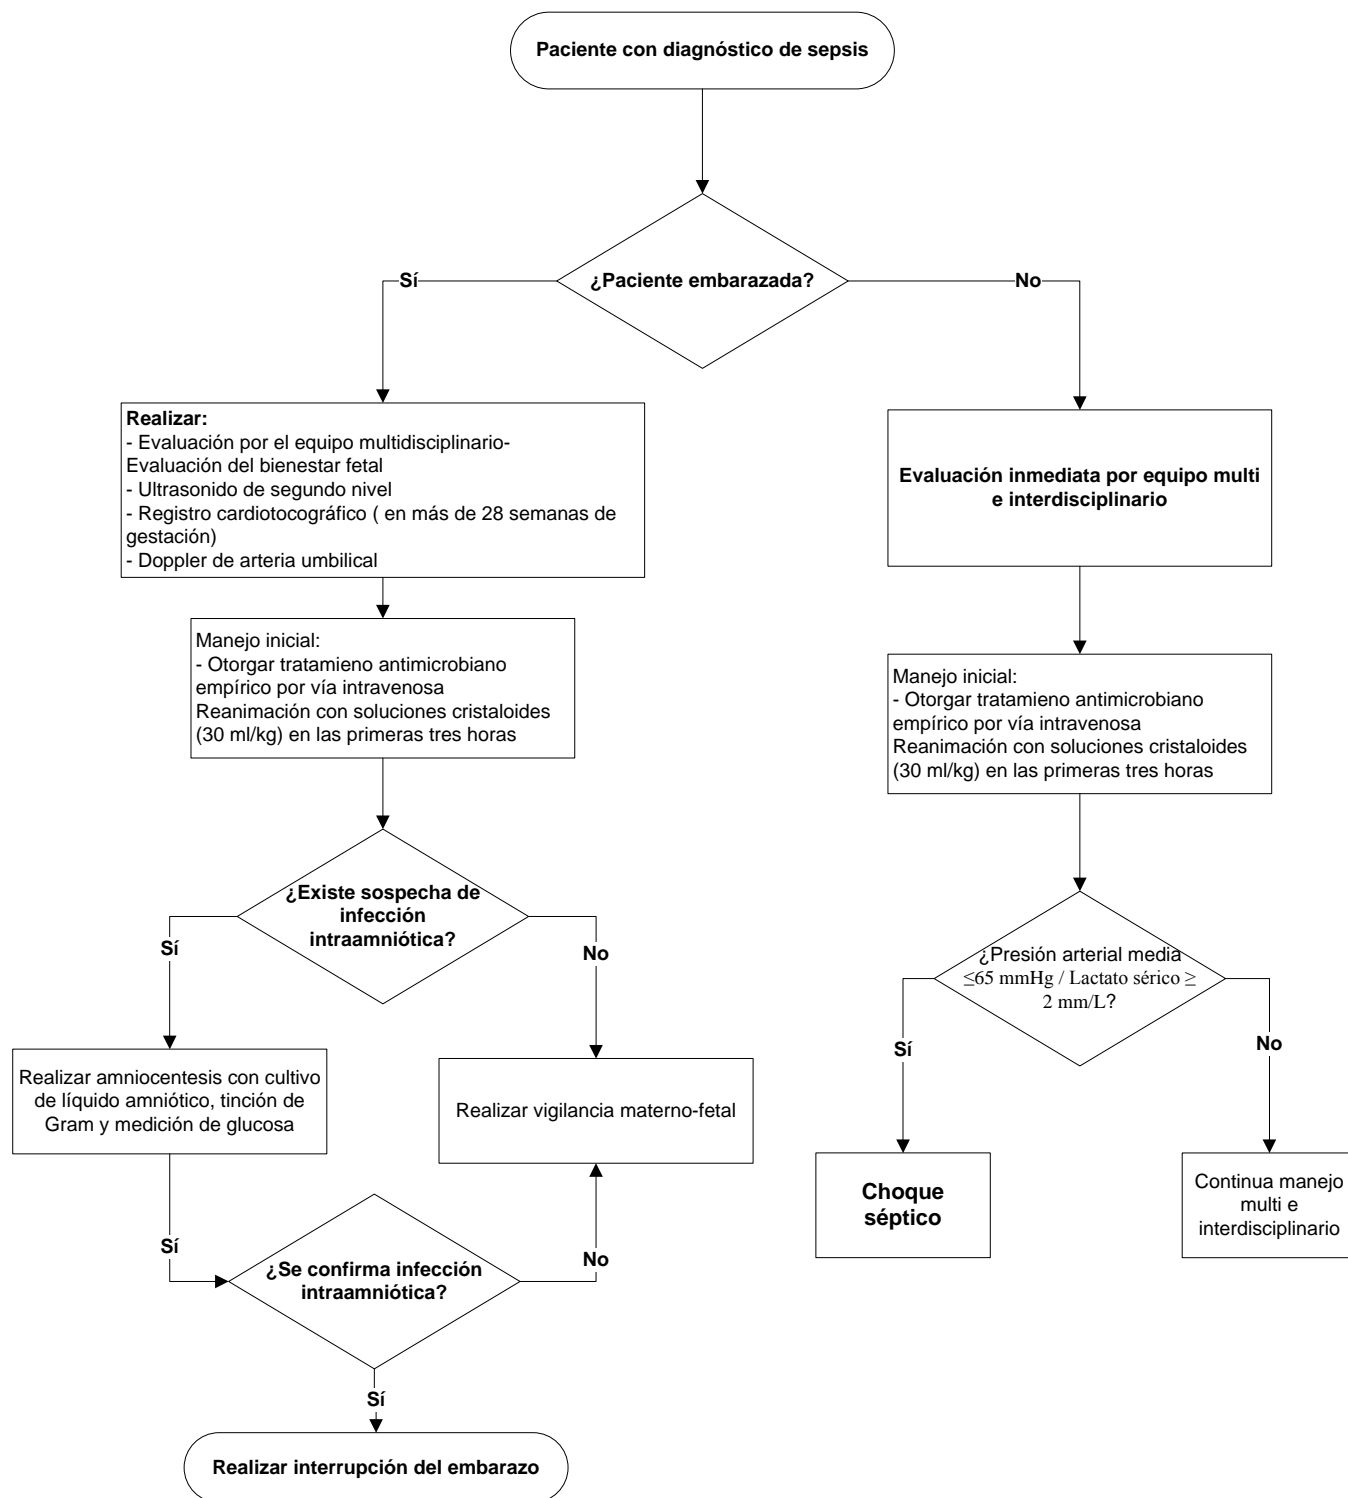 Paciente con diagnóstico de sepsis
¿Paciente embarazada?
Sí
No
Realizar:
- Evaluación por el equipo multidisciplinario-
Evaluación del bienestar fetal
- Ultrasonido de segundo nivel
- Registro cardiotocográfico ( en más de 28 semanas de
gestación)
- Doppler de arteria umbilical
Evaluación inmediata por equipo multi
e interdisciplinario
Manejo inicial:
- Otorgar tratamieno antimicrobiano
empírico por vía intravenosa
Reanimación con soluciones cristaloides
(30 ml/kg) en las primeras tres horas
Manejo inicial:
- Otorgar tratamieno antimicrobiano
empírico por vía intravenosa
Reanimación con soluciones cristaloides
(30 ml/kg) en las primeras tres horas
¿Existe sospecha de
infección
intraamniótica?
Sí
No
¿Presión arterial media
≤65 mmHg / Lactato sérico ≥
2 mm/L?
Sí
No
Realizar amniocentesis con cultivo
de líquido amniótico, tinción de
Gram y medición de glucosa
Realizar vigilancia materno-fetal
Choque
séptico
Continua manejo
multi e
interdisciplinario
Sí
¿Se confirma infección
intraamniótica?
No
Sí
Realizar interrupción del embarazo